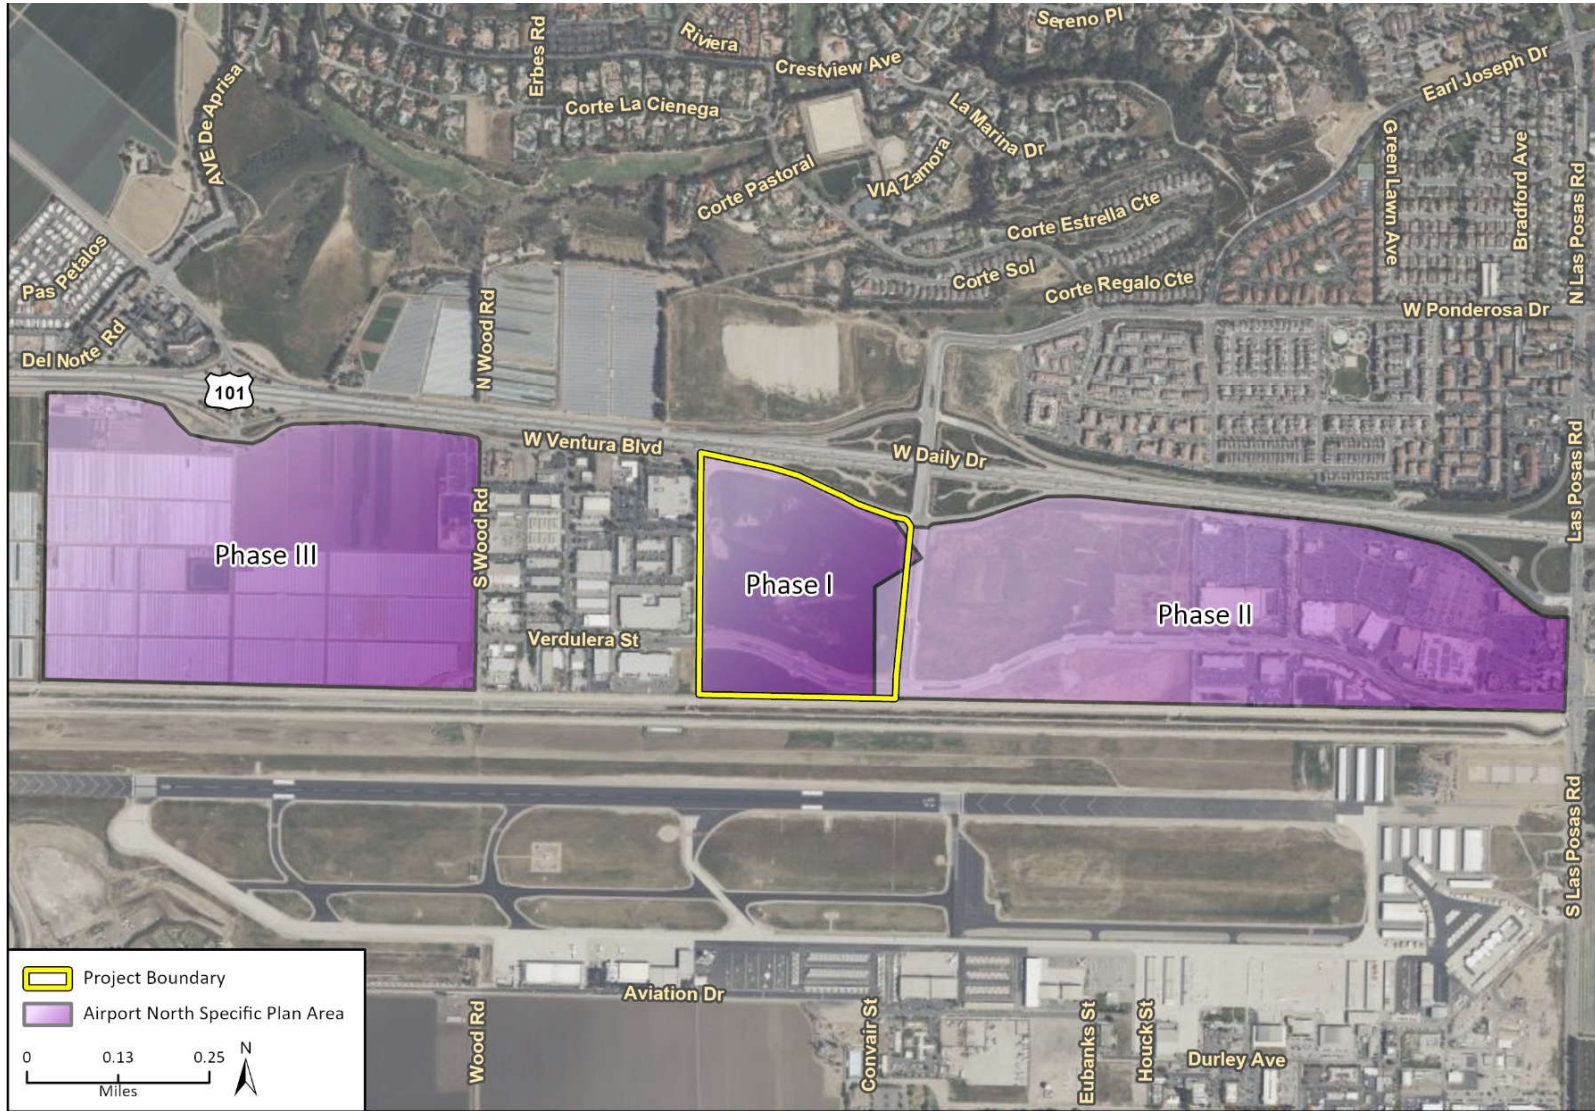 Sereno Pl
Riviera
Erbes Rd
Crestview Ave
Earl Joseph Dr
AVE De Aprisa
Corte La Cienega
La Marina Dr
Green Lawn Ave
Bradford Ave
N Las Posas Rd
Corte Pastoral
VIA Zamora
Corte Estrella Cte
Pas Petalos
Corte Sol
Corte Regalo Cte
W Ponderosa Dr
Del Norte Rd
N Wood Rd
101
W Ventura Blvd
W Daily Dr
Las Posas Rd
S Wood Rd
Phase III
Phase I
Phase II
Verdulera St
S Las Posas Rd
Project Boundary
Airport North Specific Plan Area
0 0.13 0.25
Miles
N
Wood Rd
Aviation Dr
Convair St
Eubanks St
Houck St
Durley Ave